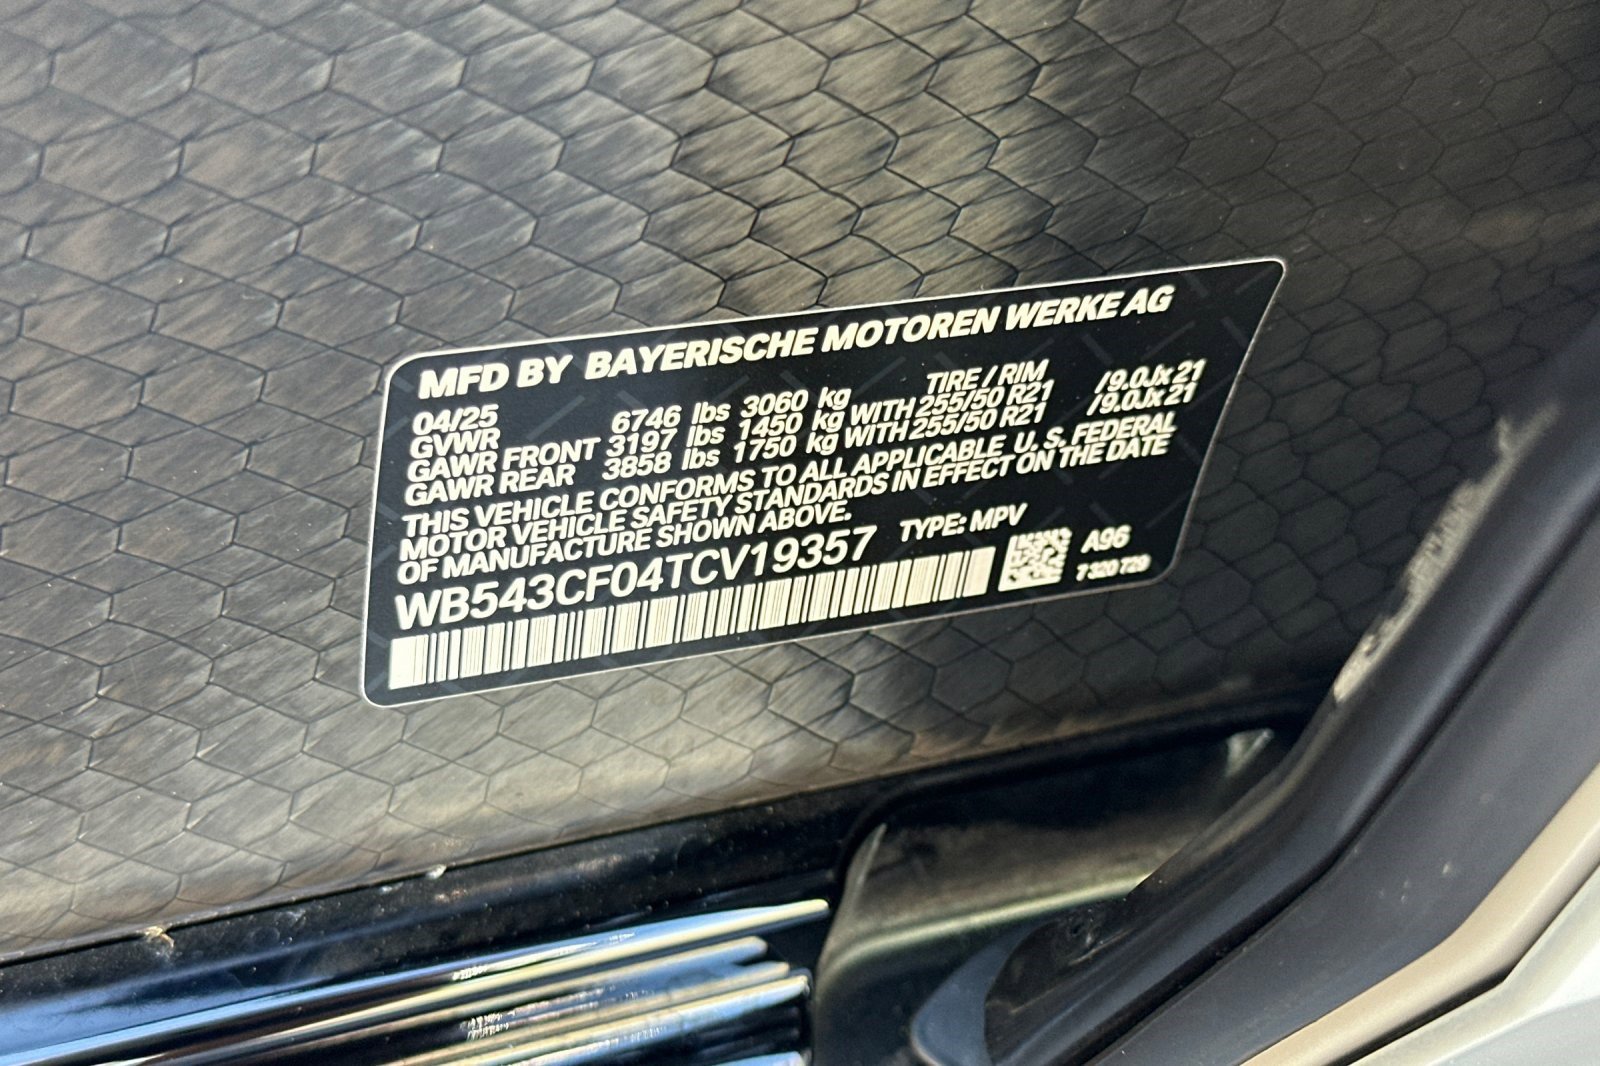 MFD BY BAYERISCHE MOTOREN WERKE AG
04/25 TIRE / RIM
GVWR 6746 lbs 3060 kg
GAWR FRONT 3197 lbs 1450 kg WITH 255/50 R21 /9.0Jx21
GAWR REAR 3858 lbs 1750 kg WITH 255/50 R21 /9.0Jx21
THIS VEHICLE CONFORMS TO ALL APPLICABLE U. S. FEDERAL
MOTOR VEHICLE SAFETY STANDARDS IN EFFECT ON THE DATE
OF MANUFACTURE SHOWN ABOVE.
WB543CF04TCV19357 TYPE: MPV
A96
7 320 729